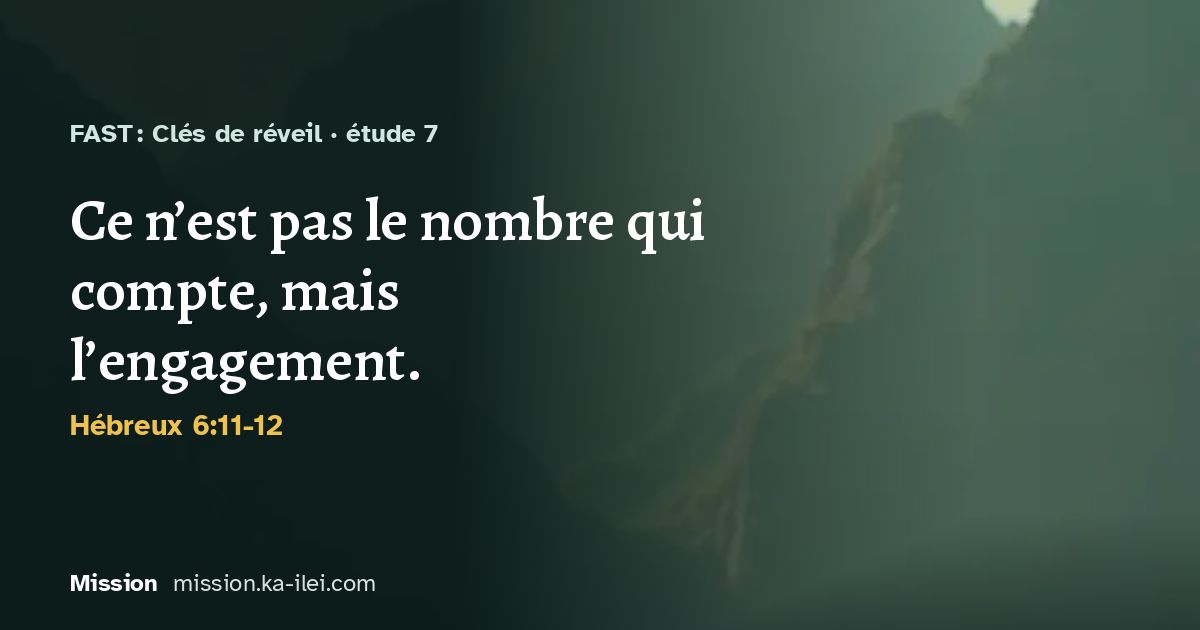 FAST : Clés de réveil · étude 7
Ce n’est pas le nombre qui
compte, mais
l’engagement.
Hébreux 6:11-12
Mission mission.ka-ilei.com